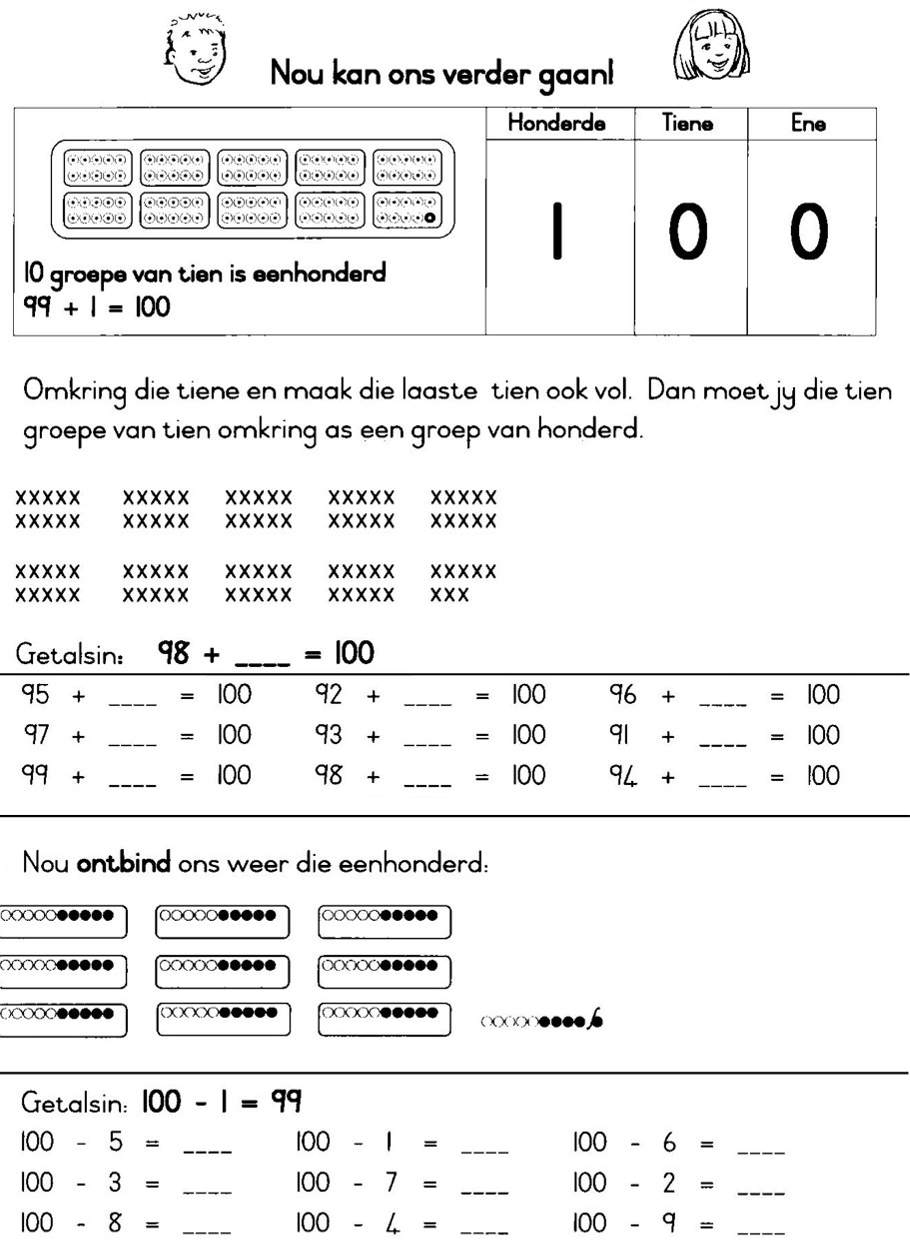 Nou kan ons verder gaan!
Honderde Tiene Ene
1 0 0
10 groepe van tien is eenhonderd
99 + 1 = 100
Omkring die tiene en maak die laaste tien ook vol. Dan moet jy die tien
groepe van tien omkring as een groep van honderd.
XXXXX XXXXX XXXXX XXXXX XXXXX
XXXXX XXXXX XXXXX XXXXX XXXXX
XXXXX XXXXX XXXXX XXXXX XXXXX
XXXXX XXXXX XXXXX XXXXX XXX
Getalsin: 98 + ____ = 100
95 + ____ = 100 92 + ____ = 100 96 + ____ = 100
97 + ____ = 100 93 + ____ = 100 91 + ____ = 100
99 + ____ = 100 98 + ____ = 100 94 + ____ = 100
Nou ontbind ons weer die eenhonderd:
Getalsin: 100 - 1 = 99
100 - 5 = ____ 100 - 1 = ____ 100 - 6 = ____
100 - 3 = ____ 100 - 7 = ____ 100 - 2 = ____
100 - 8 = ____ 100 - 4 = ____ 100 - 9 = ____